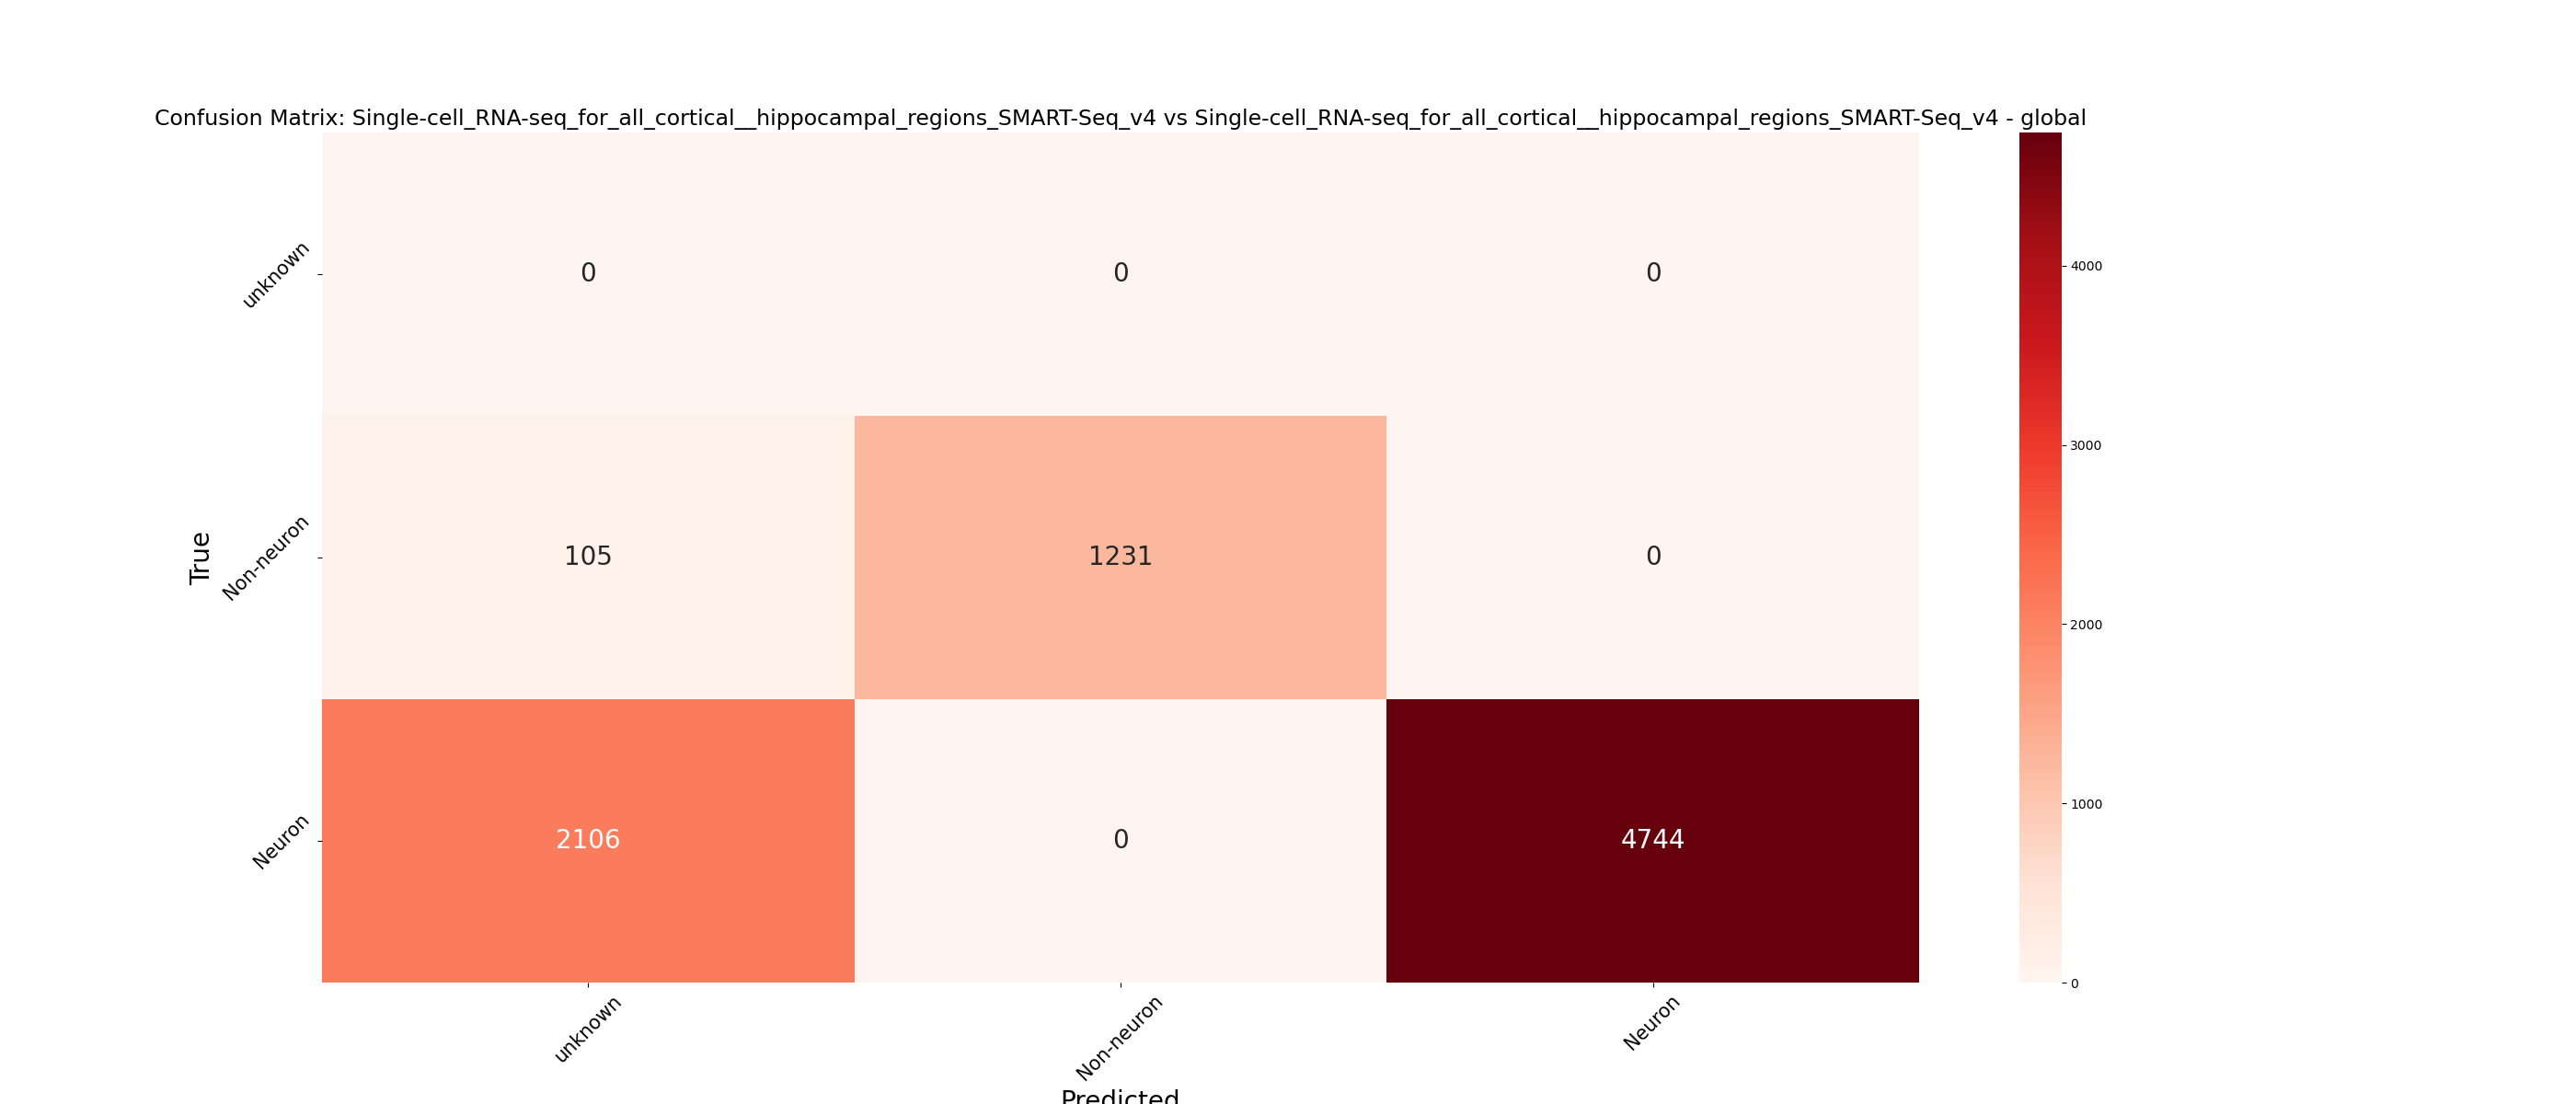 Confusion Matrix: Single-cell_RNA-seq_for_all_cortical__hippocampal_regions_SMART-Seq_v4 vs Single-cell_RNA-seq_for_all_cortical__hippocampal_regions_SMART-Seq_v4 - global
unknown
0
0
0
4000
3000
True
Non-neuron
105
1231
0
2000
1000
Neuron
2106
0
4744
0
unknown
Non-neuron
Neuron
Predicted